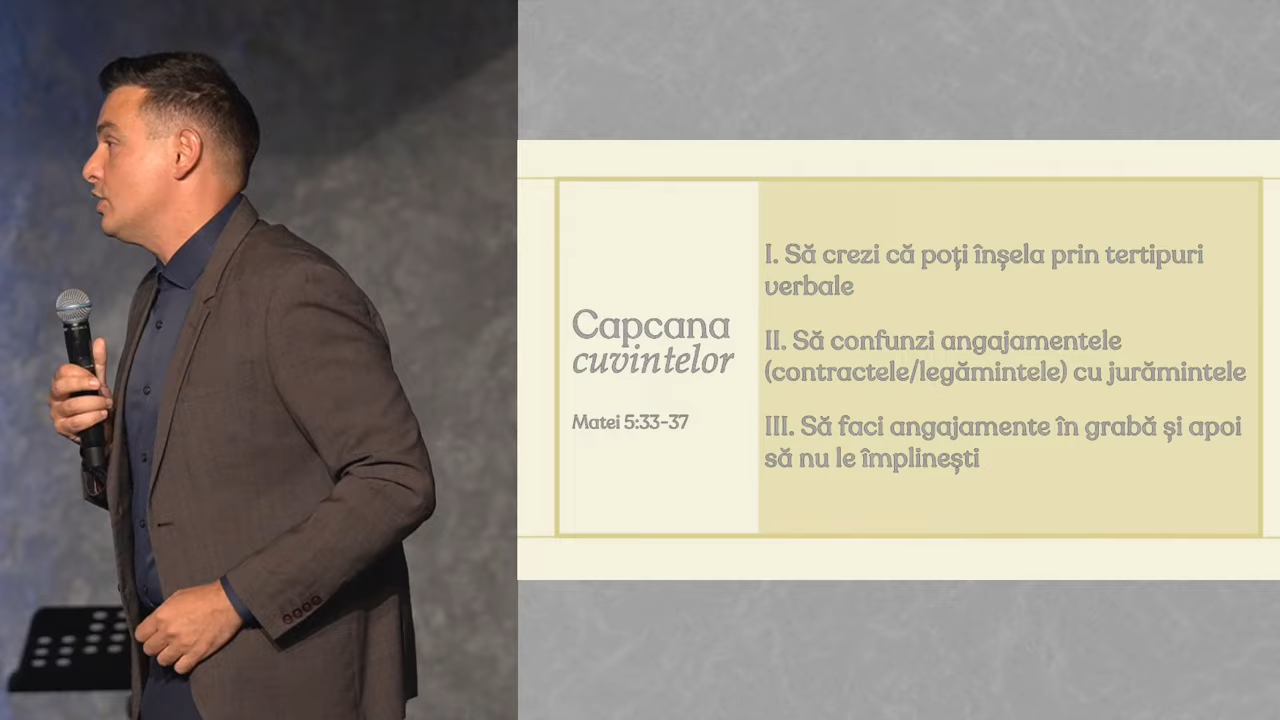 Capcana
cuvintelor
Matei 5:33-37
I. Să crezi că poți înșela prin tertipuri
verbale
II. Să confunzi angajamentele
(contractele/legămintele) cu jurămintele
III. Să faci angajamente în grabă și apoi
să nu le împlinești